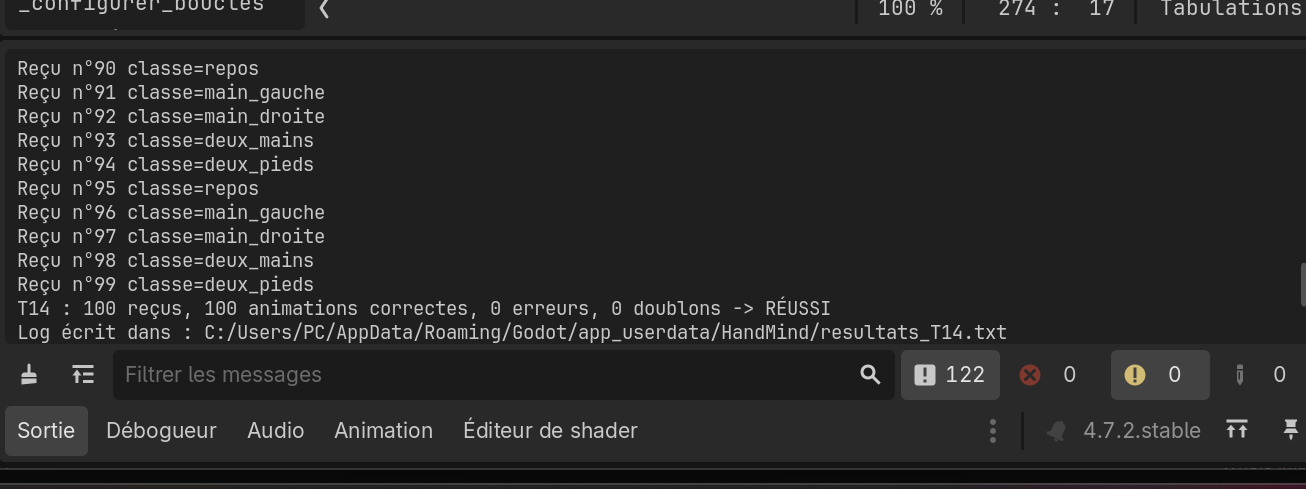 _configurer_boucles
100 % 274 : 17 Tabulations
Reçu n°90 classe=repos
Reçu n°91 classe=main_gauche
Reçu n°92 classe=main_droite
Reçu n°93 classe=deux_mains
Reçu n°94 classe=deux_pieds
Reçu n°95 classe=repos
Reçu n°96 classe=main_gauche
Reçu n°97 classe=main_droite
Reçu n°98 classe=deux_mains
Reçu n°99 classe=deux_pieds
T14 : 100 reçus, 100 animations correctes, 0 erreurs, 0 doublons -> RÉUSSI
Log écrit dans : C:/Users/PC/AppData/Roaming/Godot/app_userdata/HandMind/resultats_T14.txt
Filtrer les messages 122 0 0 0
Sortie Débogueur Audio Animation Éditeur de shader 4.7.2.stable